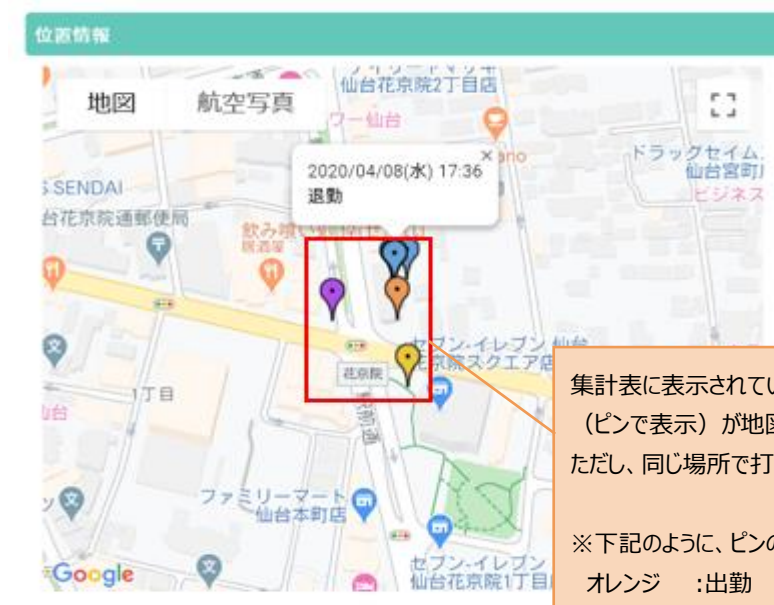 位置情報
地図
航空写真
仙台花京院2丁目店
ワー仙台
ano
ドラッグセイム
仙台宮町
ビジネス
2020/04/08(水) 17:36
退勤
×
S SENDAI
台花京院通郵便局
飲み喰い
居酒屋
セブン-イレブン 仙台
花京院スクエア店
花京院
1丁目
駅前通
ファミリーマート
仙台本町店
セブン-イレブン
仙台花京院1丁目
Google
集計表に表示されてい
（ピンで表示）が地図
ただし、同じ場所で打
※下記のように、ピンの
オレンジ :出勤